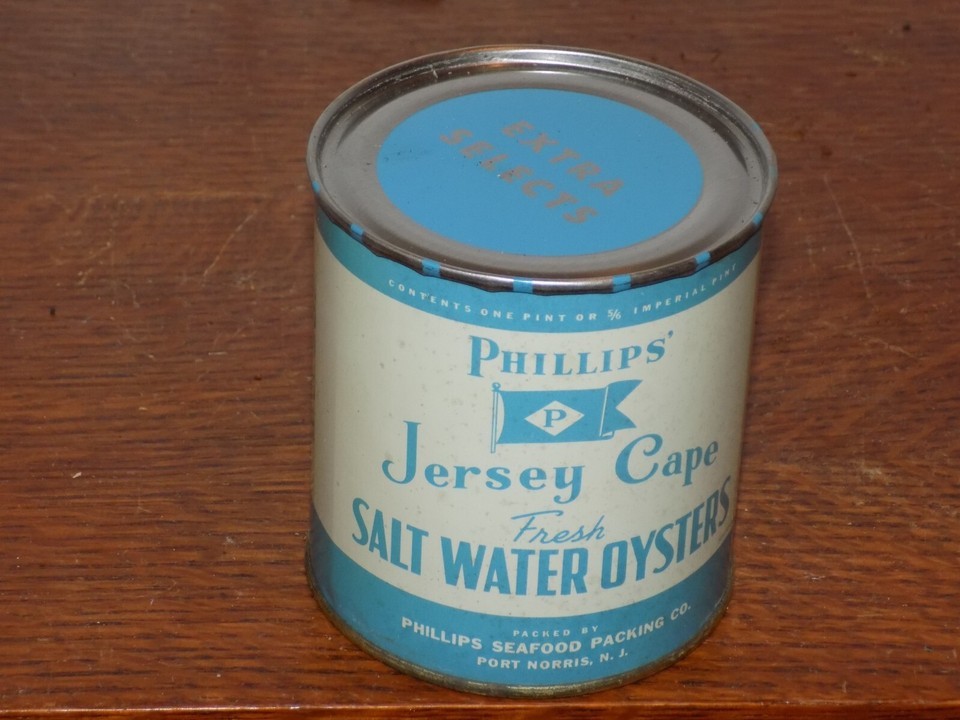 EXTRA
SELECTS
CONTENTS ONE PINT OR 5/6 IMPERIAL PINT
PHILLIPS'
P
Jersey Cape
Fresh
SALT WATER OYSTERS
PACKED BY
PHILLIPS SEAFOOD PACKING CO.
PORT NORRIS, N. J.